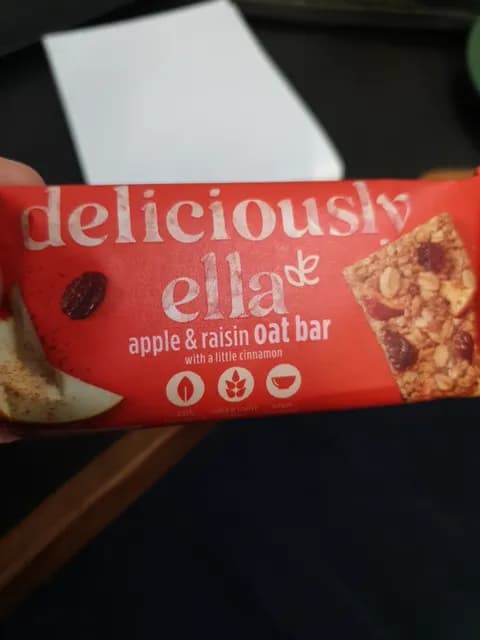 deliciously
ella
apple & raisin oat bar
with a little cinnamon